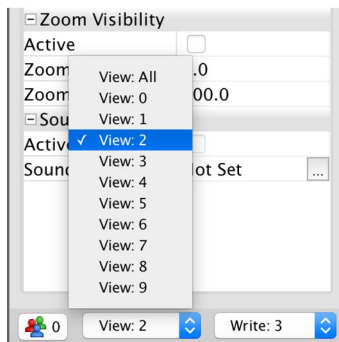 Zoom Visibility
Active
Zoom .0
Zoom 00.0
Sou
Activ
Sound ot Set ...
View: All
View: 0
View: 1
✓ View: 2
View: 3
View: 4
View: 5
View: 6
View: 7
View: 8
View: 9
0 View: 2 Write: 3